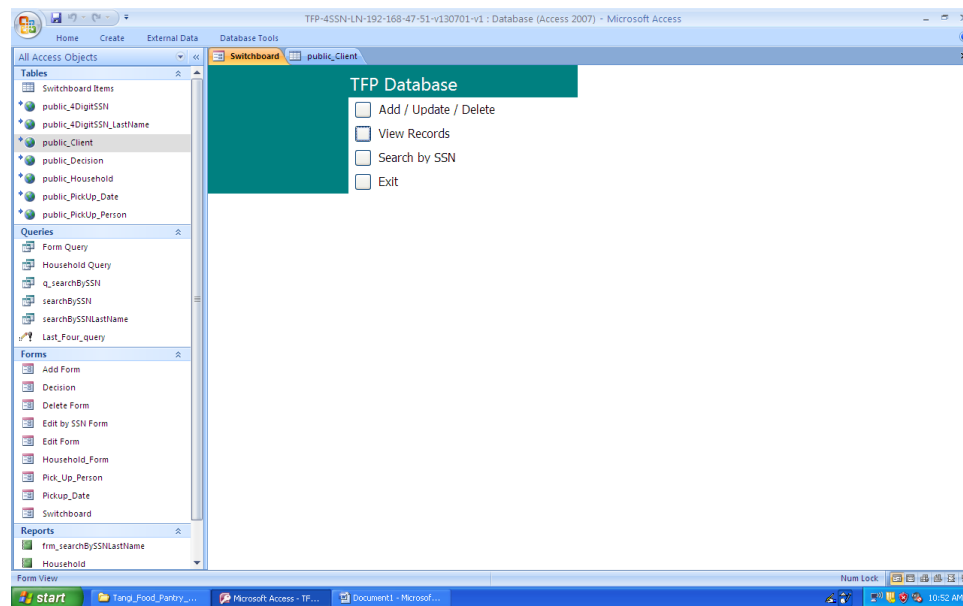 TFP-4SSN-LN-192-168-47-51-v130701-v1 : Database (Access 2007) - Microsoft Access
Home Create External Data Database Tools
All Access Objects
Switchboard public_Client
Tables
Switchboard Items
public_4DigitSSN
public_4DigitSSN_LastName
public_Client
public_Decision
public_Household
public_PickUp_Date
public_PickUp_Person
Queries
Form Query
Household Query
q_searchBySSN
searchBySSN
searchBySSNLastName
Last_Four_query
Forms
Add Form
Decision
Delete Form
Edit by SSN Form
Edit Form
Household_Form
Pick_Up_Person
Pickup_Date
Switchboard
Reports
frm_searchBySSNLastName
Household
TFP Database
Add / Update / Delete
View Records
Search by SSN
Exit
Form View Num Lock
start Tangi_Food_Pantry_... Microsoft Access - TF... Document1 - Microsof... 10:52 AM